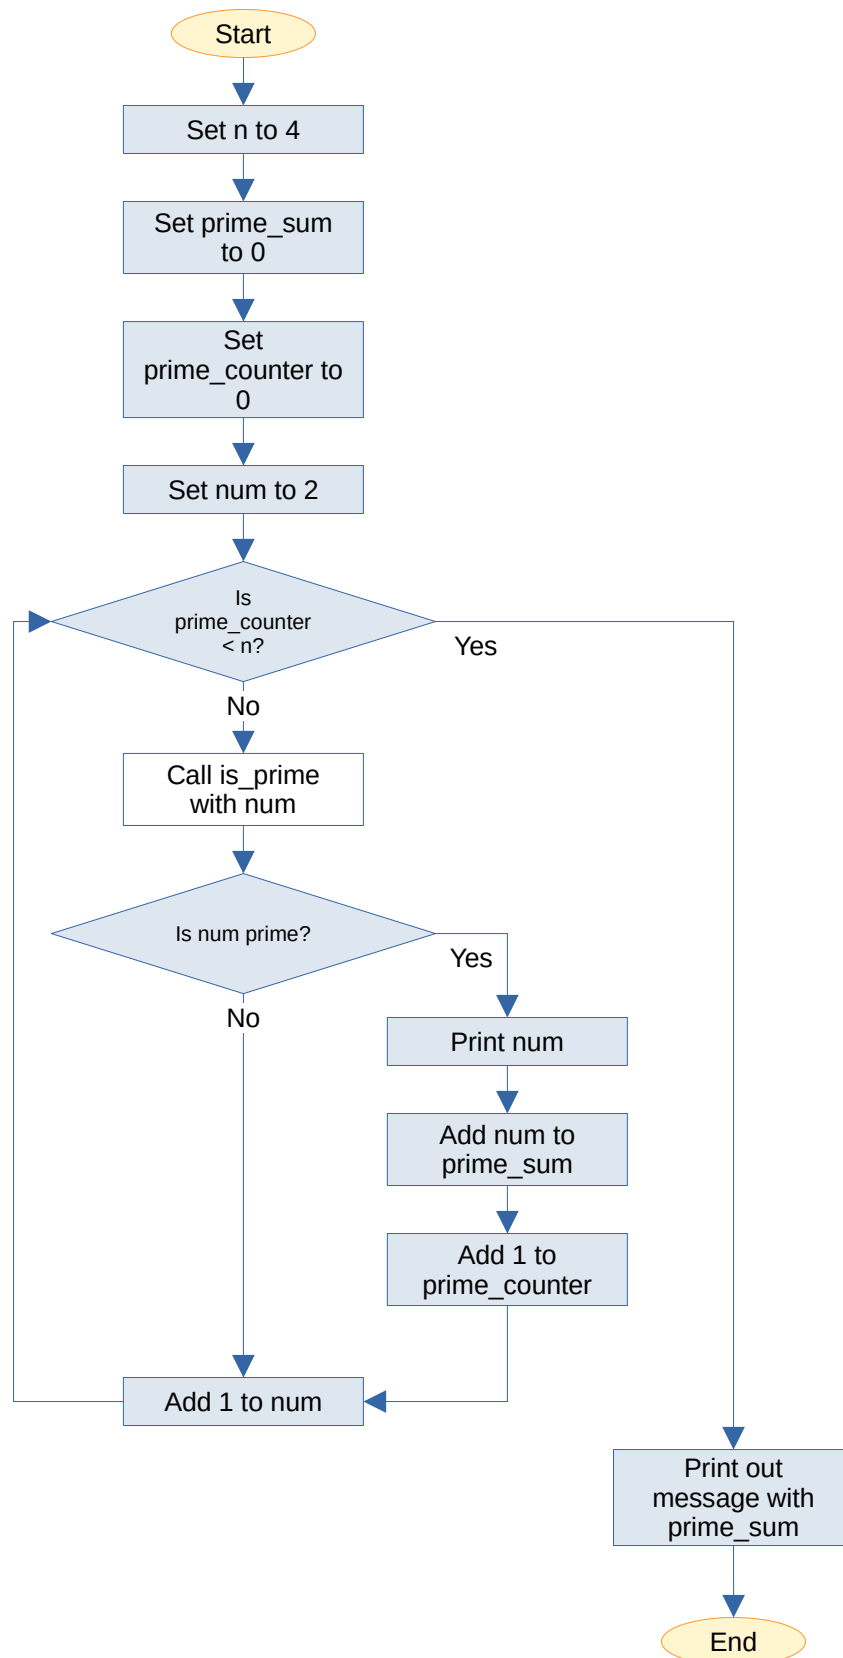 Start
Set n to 4
Set prime_sum
to 0
Set
prime_counter to
0
Set num to 2
Is
prime_counter
< n?
Yes
No
Call is_prime
with num
Is num prime?
Yes
No
Print num
Add num to
prime_sum
Add 1 to
prime_counter
Add 1 to num
Print out
message with
prime_sum
End